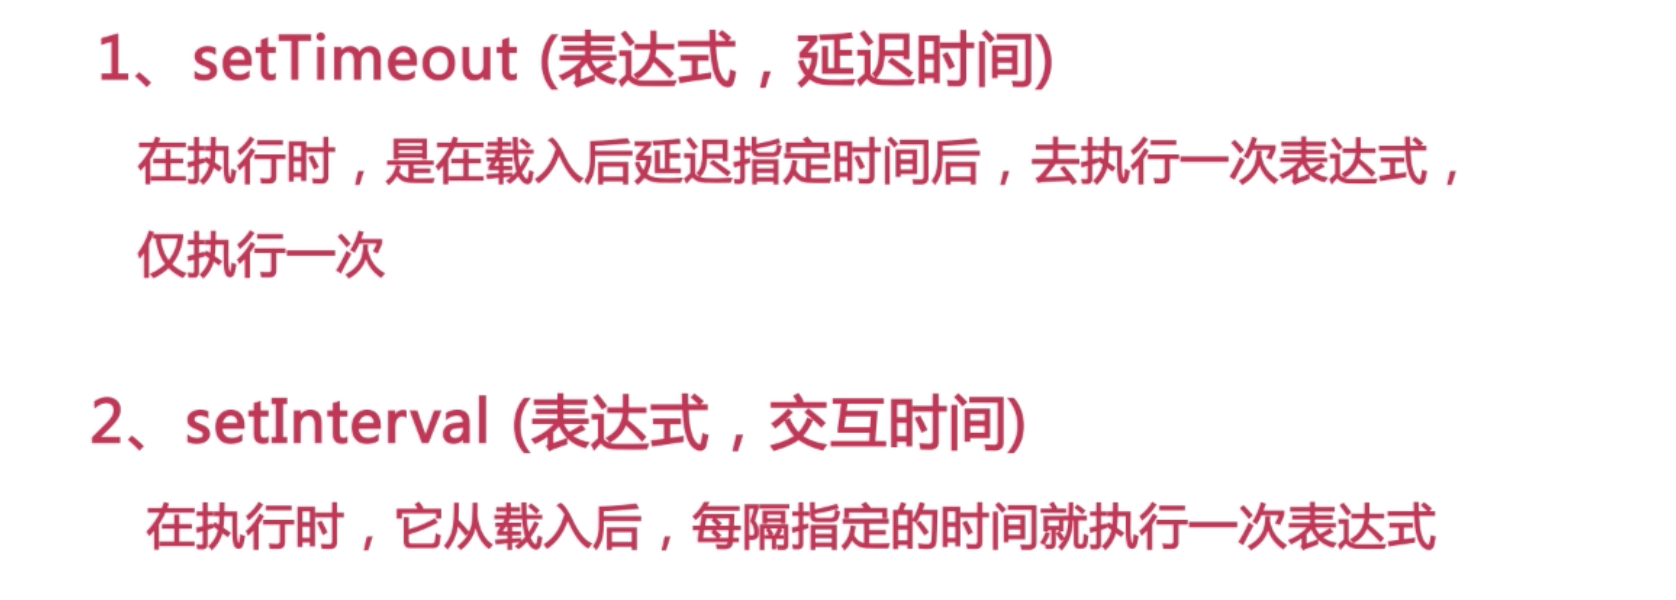 1、setTimeout (表达式，延迟时间)
在执行时，是在载入后延迟指定时间后，去执行一次表达式，
仅执行一次
2、setInterval (表达式，交互时间)
在执行时，它从载入后，每隔指定的时间就执行一次表达式